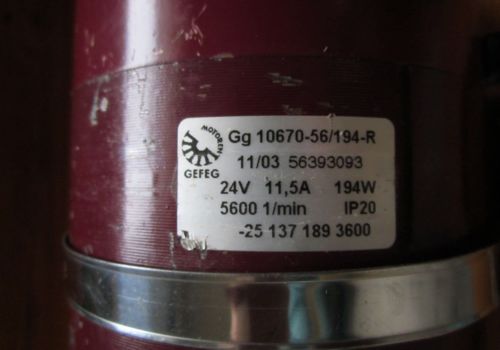 MOTOREN
GEFEG
Gg 10670-56/194-R
11/03 56393093
24V 11,5A 194W
5600 1/min IP20
-25 137 189 3600